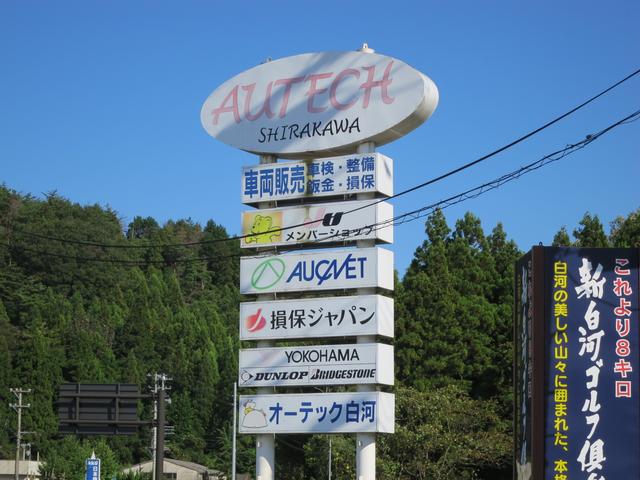 AUTECH
SHIRAKAWA
車両販売
車検・整備
鈑金・損保
JU
メンバーショップ
AUCNET
損保ジャパン
YOKOHAMA
DUNLOP BRIDGESTONE
オーテック白河
これより8キロ
新白河ゴルフ倶
白河の美しい山々に囲まれた、本格